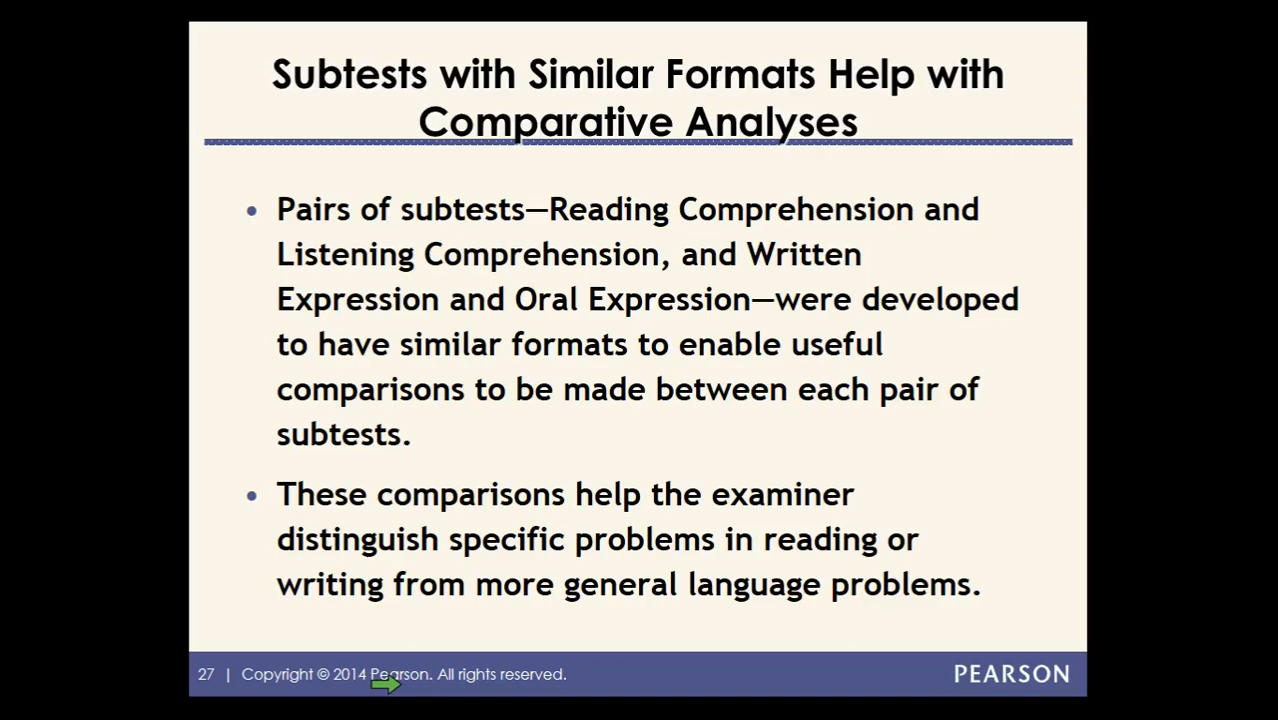 Subtests with Similar Formats Help with
Comparative Analyses
• Pairs of subtests—Reading Comprehension and
Listening Comprehension, and Written
Expression and Oral Expression—were developed
to have similar formats to enable useful
comparisons to be made between each pair of
subtests.
• These comparisons help the examiner
distinguish specific problems in reading or
writing from more general language problems.
27 | Copyright © 2014 Pearson. All rights reserved.
PEARSON